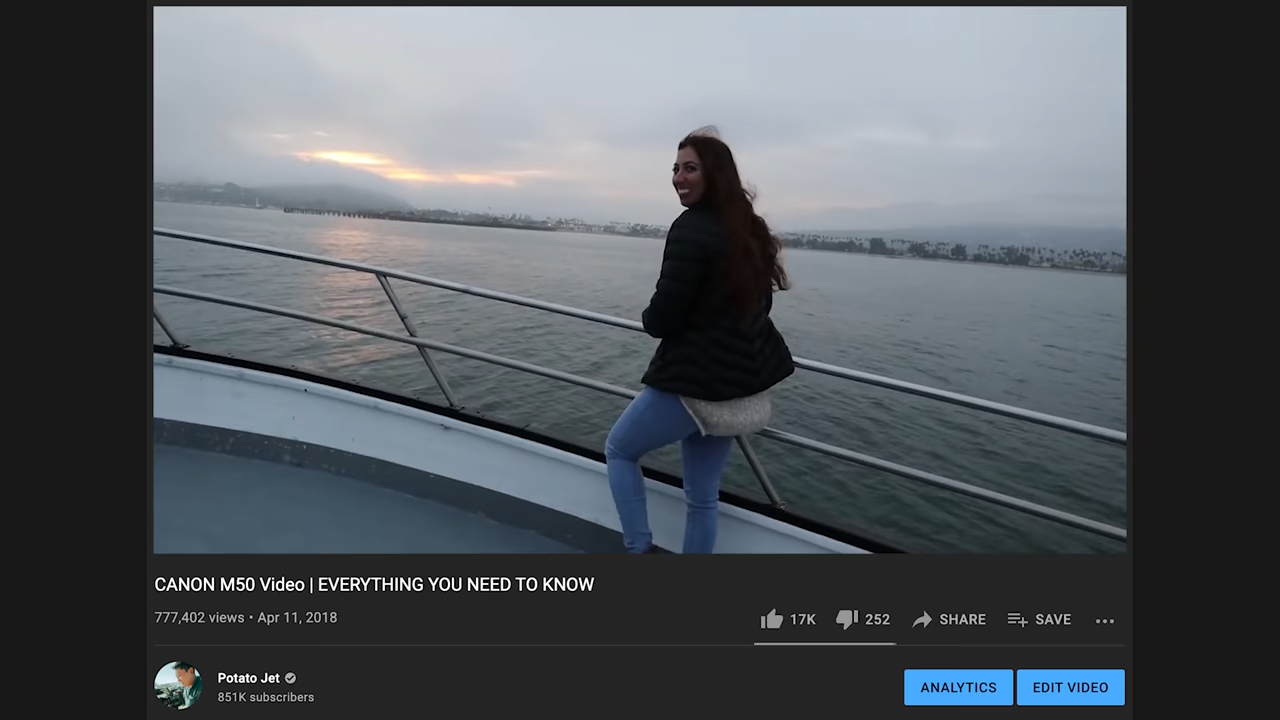 CANON M50 Video | EVERYTHING YOU NEED TO KNOW
777,402 views • Apr 11, 2018
17K 252 SHARE SAVE
Potato Jet
851K subscribers
ANALYTICS EDIT VIDEO